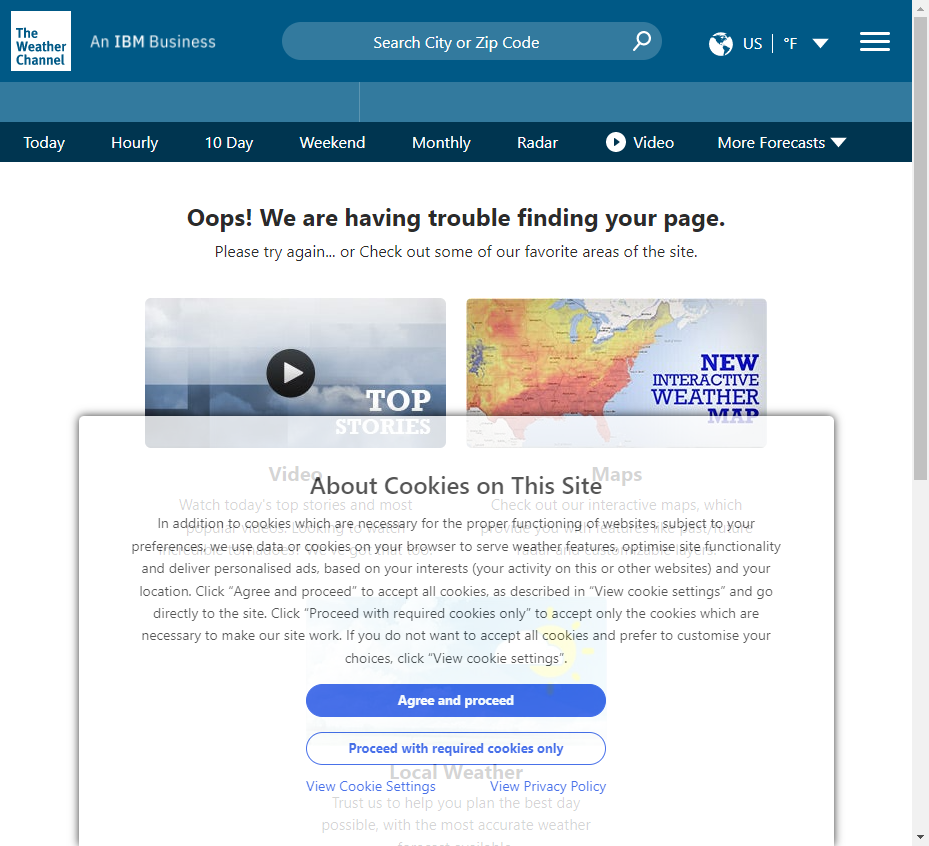 The
Weather
Channel
An IBM Business
Search City or Zip Code
US
°F
Today
Hourly
10 Day
Weekend
Monthly
Radar
Video
More Forecasts
Oops! We are having trouble finding your page.
Please try again... or Check out some of our favorite areas of the site.
TOP
STORIES
NEW
INTERACTIVE
WEATHER
MAP
Video
Maps
Watch today's top stories and most
Check out our interactive maps, which
About Cookies on This Site
In addition to cookies which are necessary for the proper functioning of websites, subject to your
preferences, we use data or cookies on your browser to serve weather features, optimise site functionality
and deliver personalised ads, based on your interests (your activity on this or other websites) and your
location. Click “Agree and proceed” to accept all cookies, as described in “View cookie settings” and go
directly to the site. Click “Proceed with required cookies only” to accept only the cookies which are
necessary to make our site work. If you do not want to accept all cookies and prefer to customise your
choices, click “View cookie settings”.
Agree and proceed
Proceed with required cookies only
Local Weather
View Cookie Settings
View Privacy Policy
Trust us to help you plan the best day
possible, with the most accurate weather
forecast available.